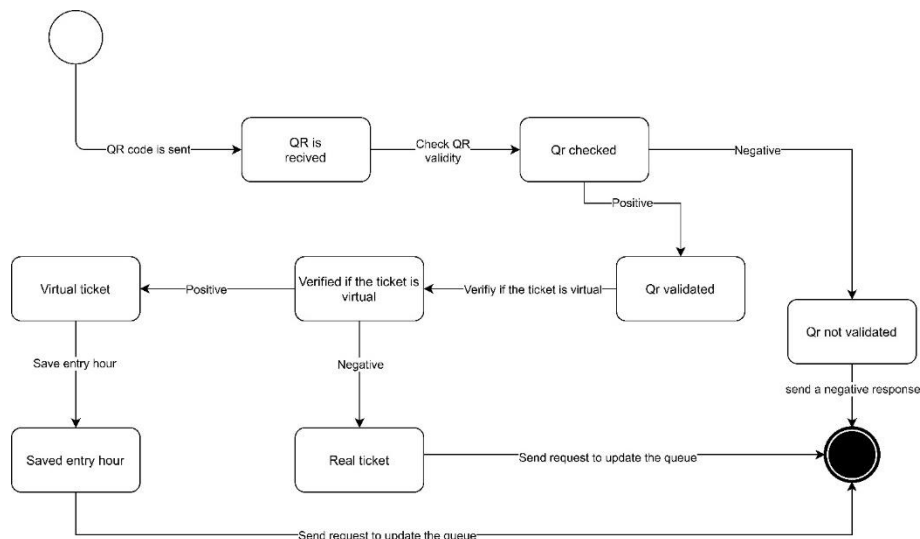 QR code is sent
QR is
recived
Check QR
validity
Qr checked
Negative
Positive
Virtual ticket
Positive
Verified if the ticket is
virtual
Verifiy if the ticket is virtual
Qr validated
Qr not validated
Save entry hour
Negative
send a negative response
Saved entry hour
Real ticket
Send request to update the queue
Send request to update the queue